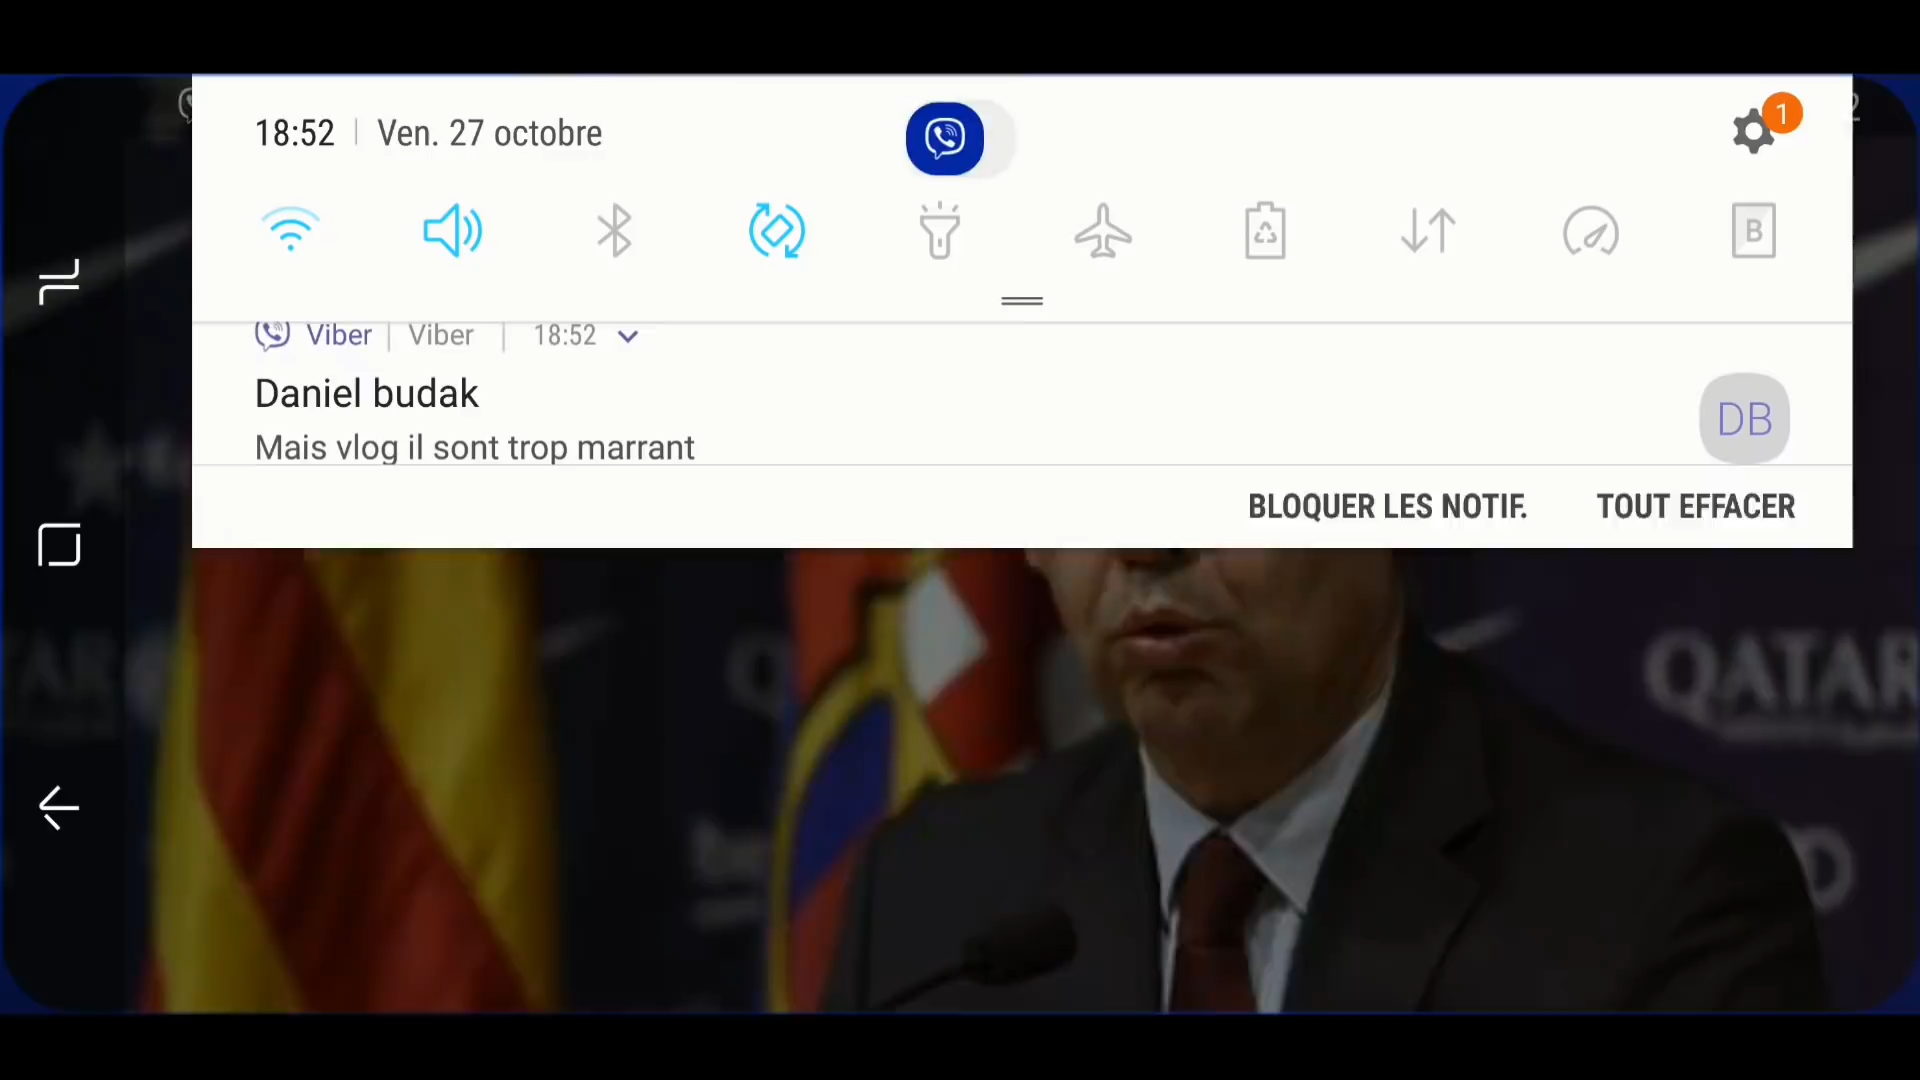 18:52 | Ven. 27 octobre
1
B
Viber | Viber | 18:52
Daniel budak
Mais vlog il sont trop marrant
DB
BLOQUER LES NOTIF.
TOUT EFFACER
QATAR